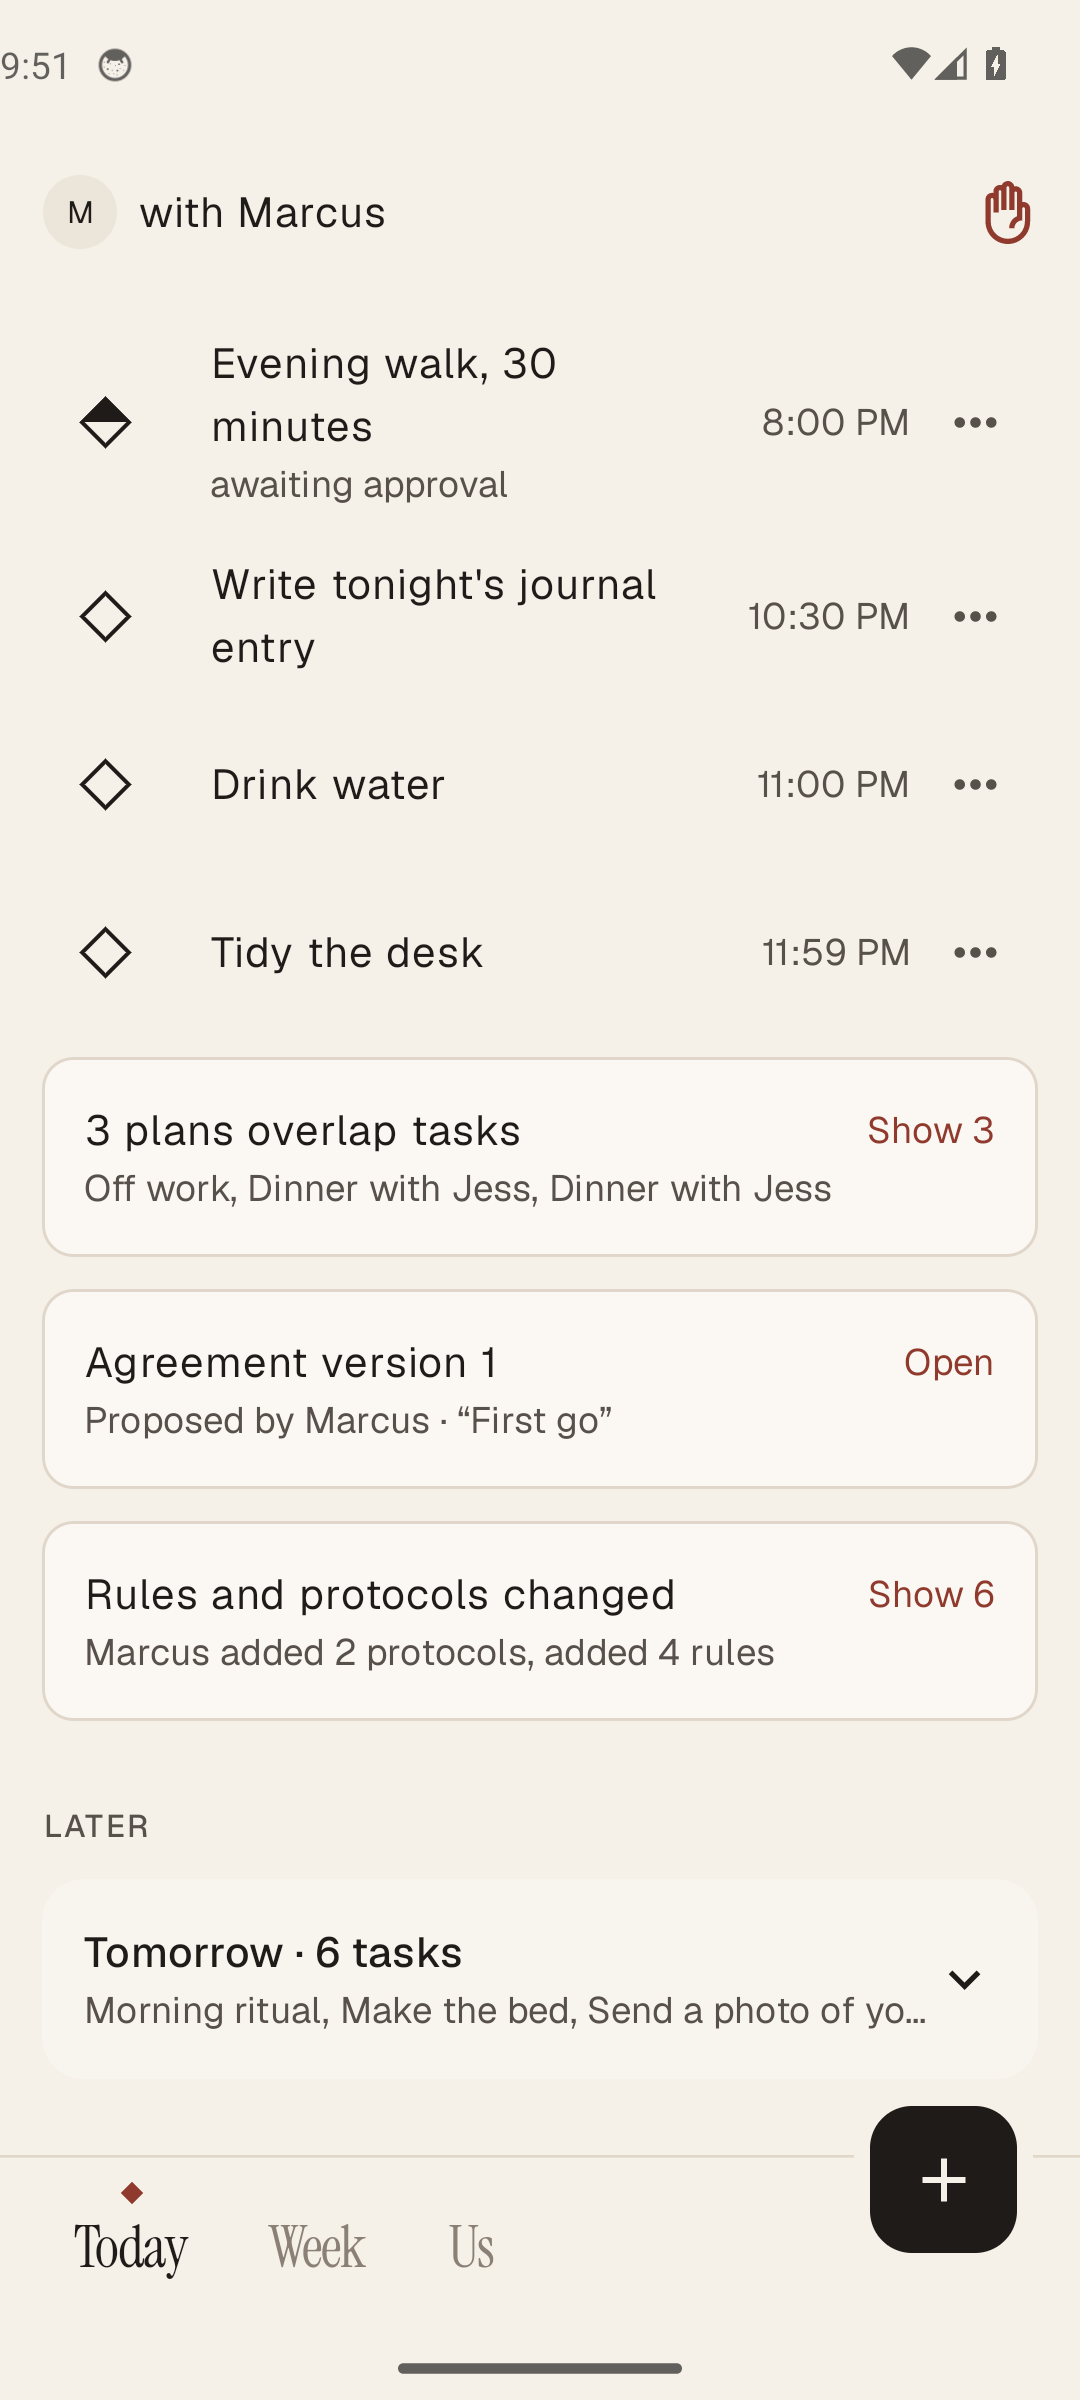 9:51
M with Marcus
Evening walk, 30
minutes
awaiting approval
8:00 PM
Write tonight's journal
entry
10:30 PM
Drink water
11:00 PM
Tidy the desk
11:59 PM
3 plans overlap tasks
Show 3
Off work, Dinner with Jess, Dinner with Jess
Agreement version 1
Open
Proposed by Marcus · “First go”
Rules and protocols changed
Show 6
Marcus added 2 protocols, added 4 rules
LATER
Tomorrow · 6 tasks
Morning ritual, Make the bed, Send a photo of yo…
Today
Week
Us